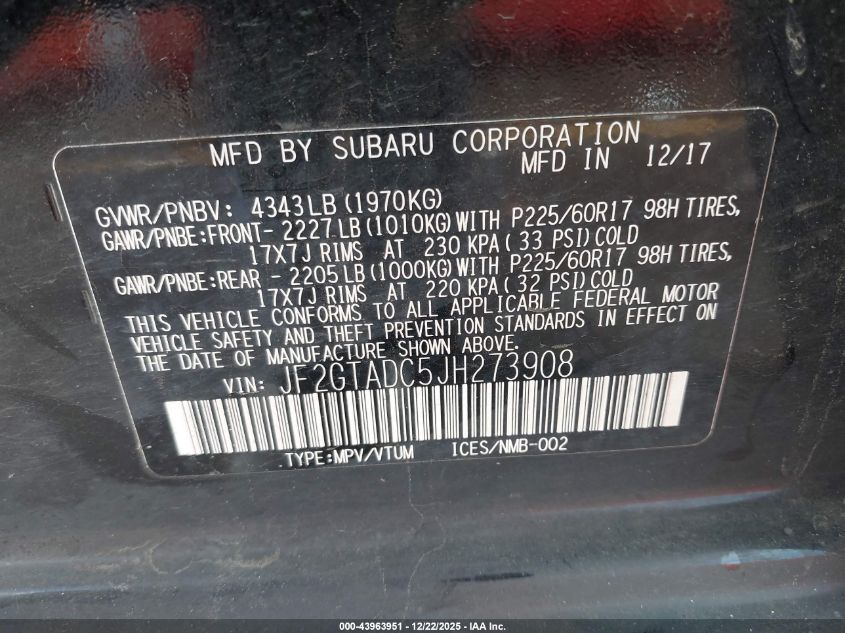 MFD BY SUBARU CORPORATION
MFD IN 12/17
GVWR/PNBV: 4343LB (1970KG)
GAWR/PNBE:FRONT- 2227LB (1010KG) WITH P225/60R17 98H TIRES,
17X7J RIMS AT 230 KPA ( 33 PSI) COLD
GAWR/PNBE:REAR - 2205LB (1000KG) WITH P225/60R17 98H TIRES,
17X7J RIMS AT 220 KPA ( 32 PSI) COLD
THIS VEHICLE CONFORMS TO ALL APPLICABLE FEDERAL MOTOR
VEHICLE SAFETY AND THEFT PREVENTION STANDARDS IN EFFECT ON
THE DATE OF MANUFACTURE SHOWN ABOVE.
VIN: JF2GTADC5JH273908
TYPE:MPV/VTUM ICES/NMB-002
000-43963951 - 12/22/2025 - IAA Inc.